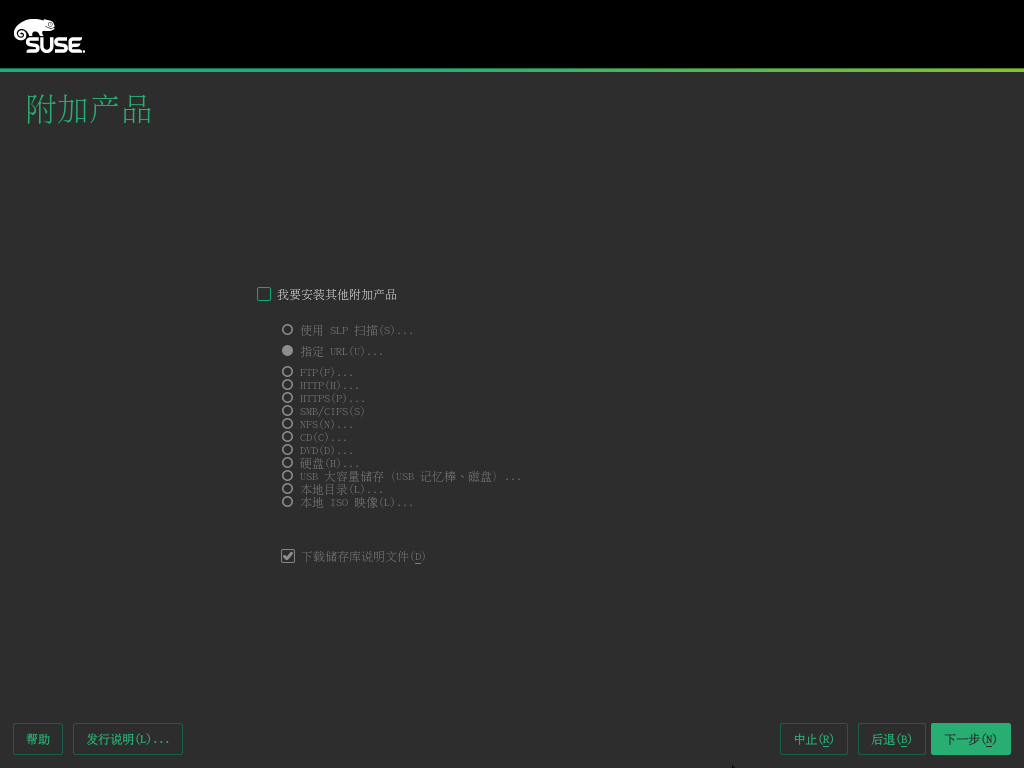 SUSE.
附加产品
我要安装其他附加产品
使用 SLP 扫描(S)...
指定 URL(U)...
FTP(F)...
HTTP(H)...
HTTPS(P)...
SMB/CIFS(S)
NFS(N)...
CD(C)...
DVD(D)...
硬盘(H)...
USB 大容量储存（USB 记忆棒、磁盘）...
本地目录(L)...
本地 ISO 映像(L)...
下载储存库说明文件(D)
帮助 发行说明(L)... 中止(R) 后退(B) 下一步(N)